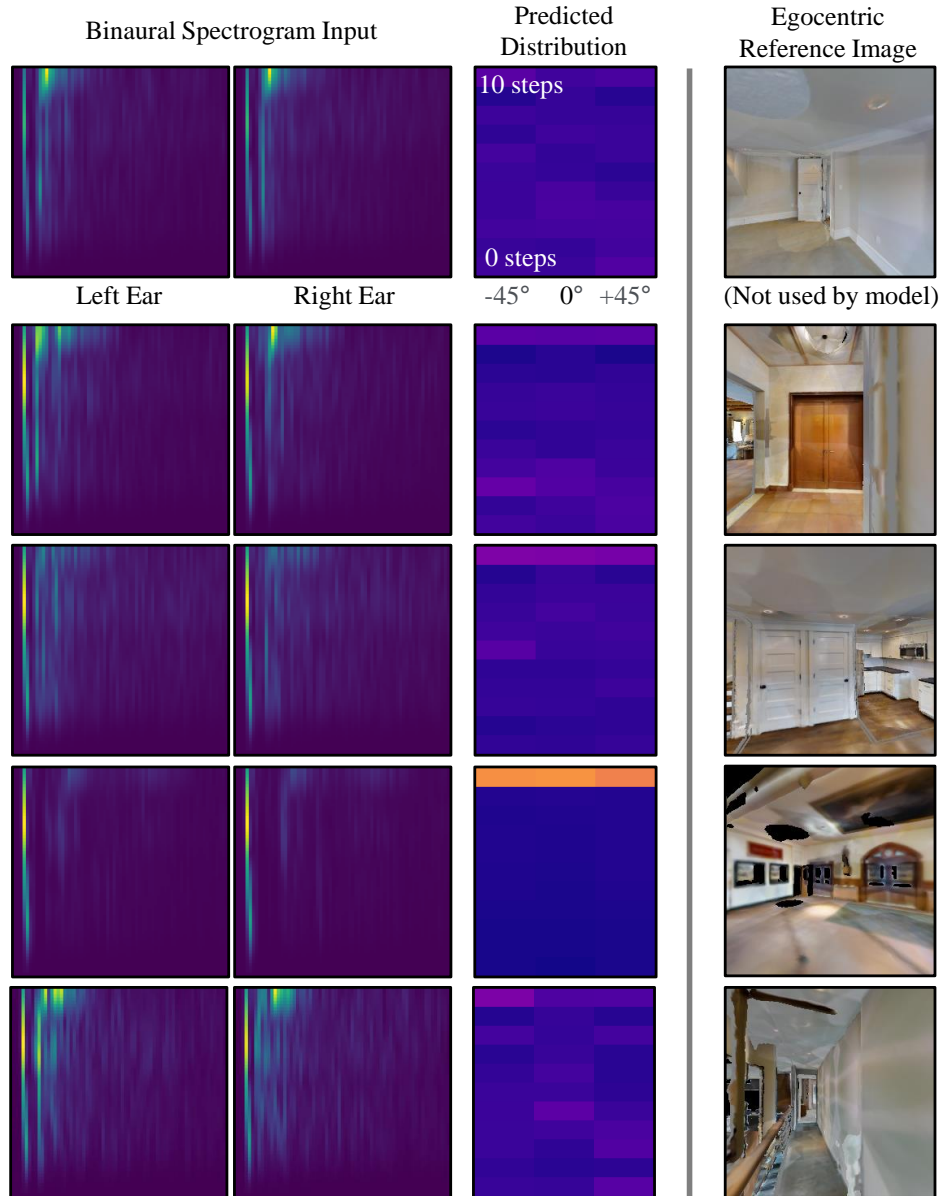 Binaural Spectrogram Input
Predicted
Distribution
Egocentric
Reference Image
10 steps
0 steps
Left Ear
Right Ear
-45° 0° +45°
(Not used by model)